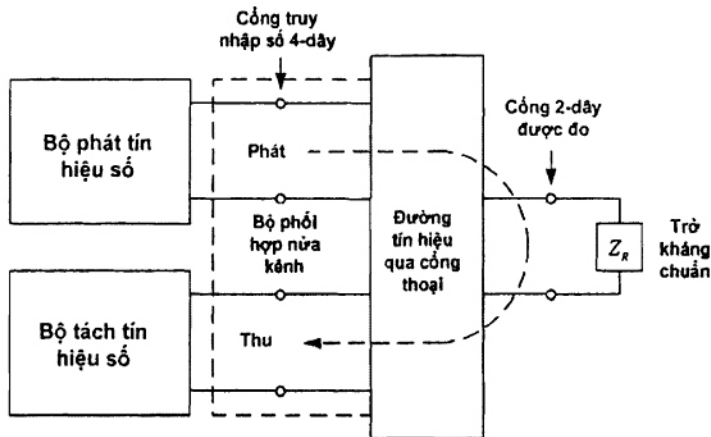 Cổng truy
nhập số 4-dây
Bộ phát tín
hiệu số
Phát
Cổng 2-dây
được đo
Bộ phối
hợp nửa
kênh
Đường
tín hiệu
qua cổng
thoại
Z_R
Trở
kháng
chuẩn
Bộ tách tín
hiệu số
Thu